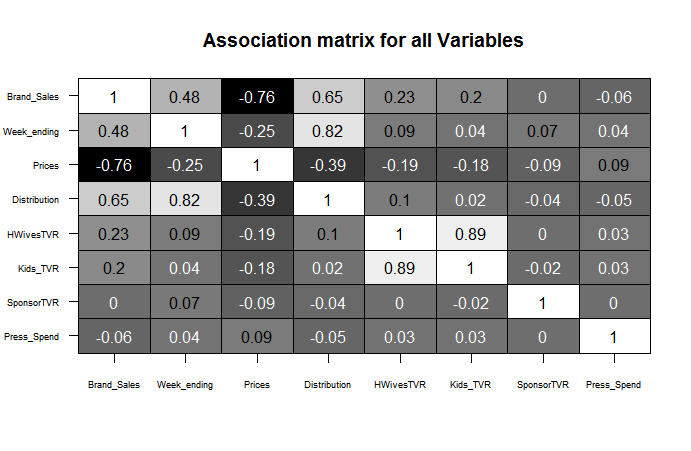 Association matrix for all Variables
Brand_Sales 1 0.48 -0.76 0.65 0.23 0.2 0 -0.06
Week_ending 0.48 1 -0.25 0.82 0.09 0.04 0.07 0.04
Prices -0.76 -0.25 1 -0.39 -0.19 -0.18 -0.09 0.09
Distribution 0.65 0.82 -0.39 1 0.1 0.02 -0.04 -0.05
HWivesTVR 0.23 0.09 -0.19 0.1 1 0.89 0 0.03
Kids_TVR 0.2 0.04 -0.18 0.02 0.89 1 -0.02 0.03
SponsorTVR 0 0.07 -0.09 -0.04 0 -0.02 1 0
Press_Spend -0.06 0.04 0.09 -0.05 0.03 0.03 0 1
Brand_Sales Week_ending Prices Distribution HWivesTVR Kids_TVR SponsorTVR Press_Spend